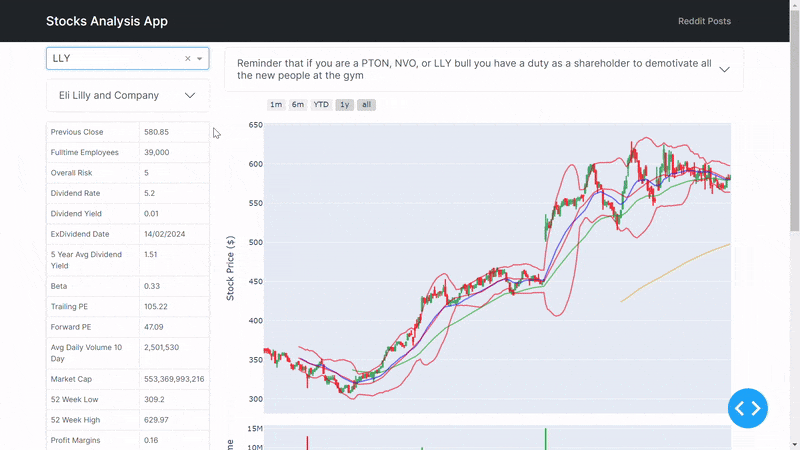 Stocks Analysis App
Reddit Posts
LLY
Reminder that if you are a PTON, NVO, or LLY bull you have a duty as a shareholder to demotivate all
the new people at the gym
Eli Lilly and Company
1m 6m YTD 1y all
Previous Close 580.85
Fulltime Employees 39,000
Overall Risk 5
Dividend Rate 5.2
Dividend Yield 0.01
ExDividend Date 14/02/2024
5 Year Avg Dividend
Yield 1.51
Beta 0.33
Trailing PE 105.22
Forward PE 47.09
Avg Daily Volume 10
Day 2,501,530
Market Cap 553,369,993,216
52 Week Low 309.2
52 Week High 629.97
Profit Margins 0.16
Stock Price ($)
650
600
550
500
450
400
350
300
15M
10M